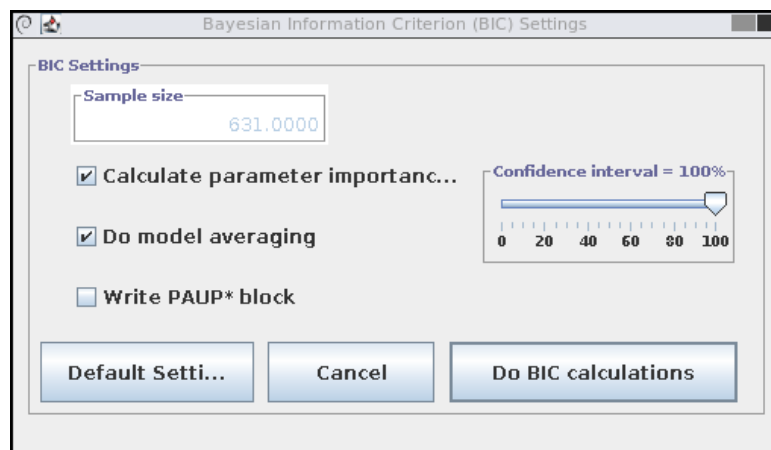 Bayesian Information Criterion (BIC) Settings
BIC Settings
Sample size
631.0000
Calculate parameter importanc...
Confidence interval = 100%
0 20 40 60 80 100
Do model averaging
Write PAUP* block
Default Setti...
Cancel
Do BIC calculations